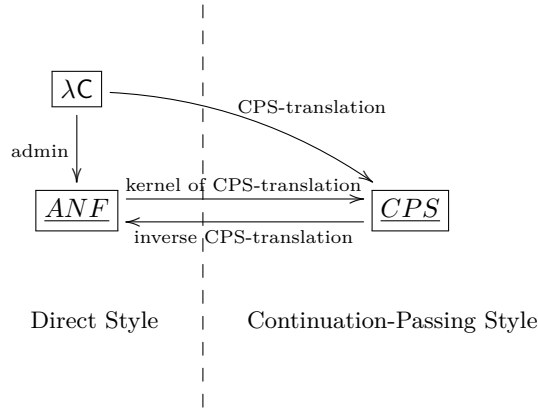 λC
CPS-translation
admin
kernel of CPS-translation
ANF
CPS
inverse CPS-translation
Direct Style
Continuation-Passing Style